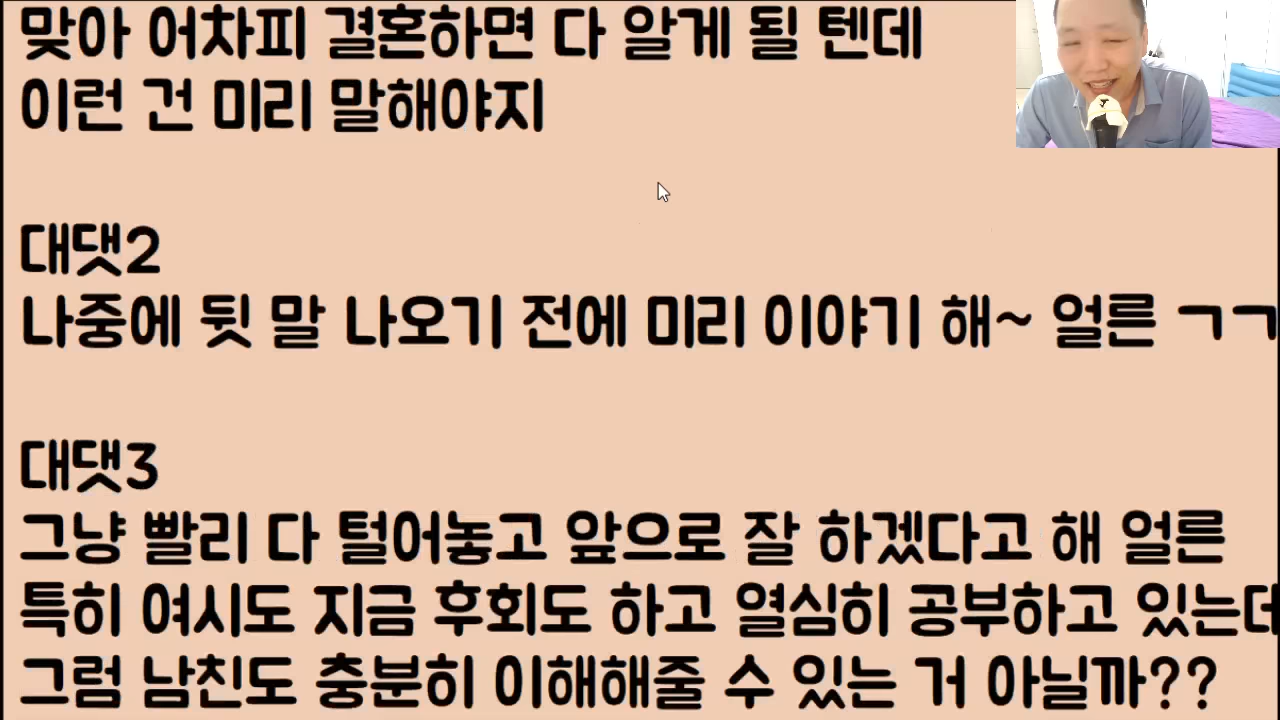 맞아 어차피 결혼하면 다 알게 될 텐데
이런 건 미리 말해야지
대댓2
나중에 뒷 말 나오기 전에 미리 이야기 해~ 얼른 ㄱㄱ
대댓3
그냥 빨리 다 털어놓고 앞으로 잘 하겠다고 해 얼른
특히 여시도 지금 후회도 하고 열심히 공부하고 있는데
그럼 남친도 충분히 이해해줄 수 있는 거 아닐까??